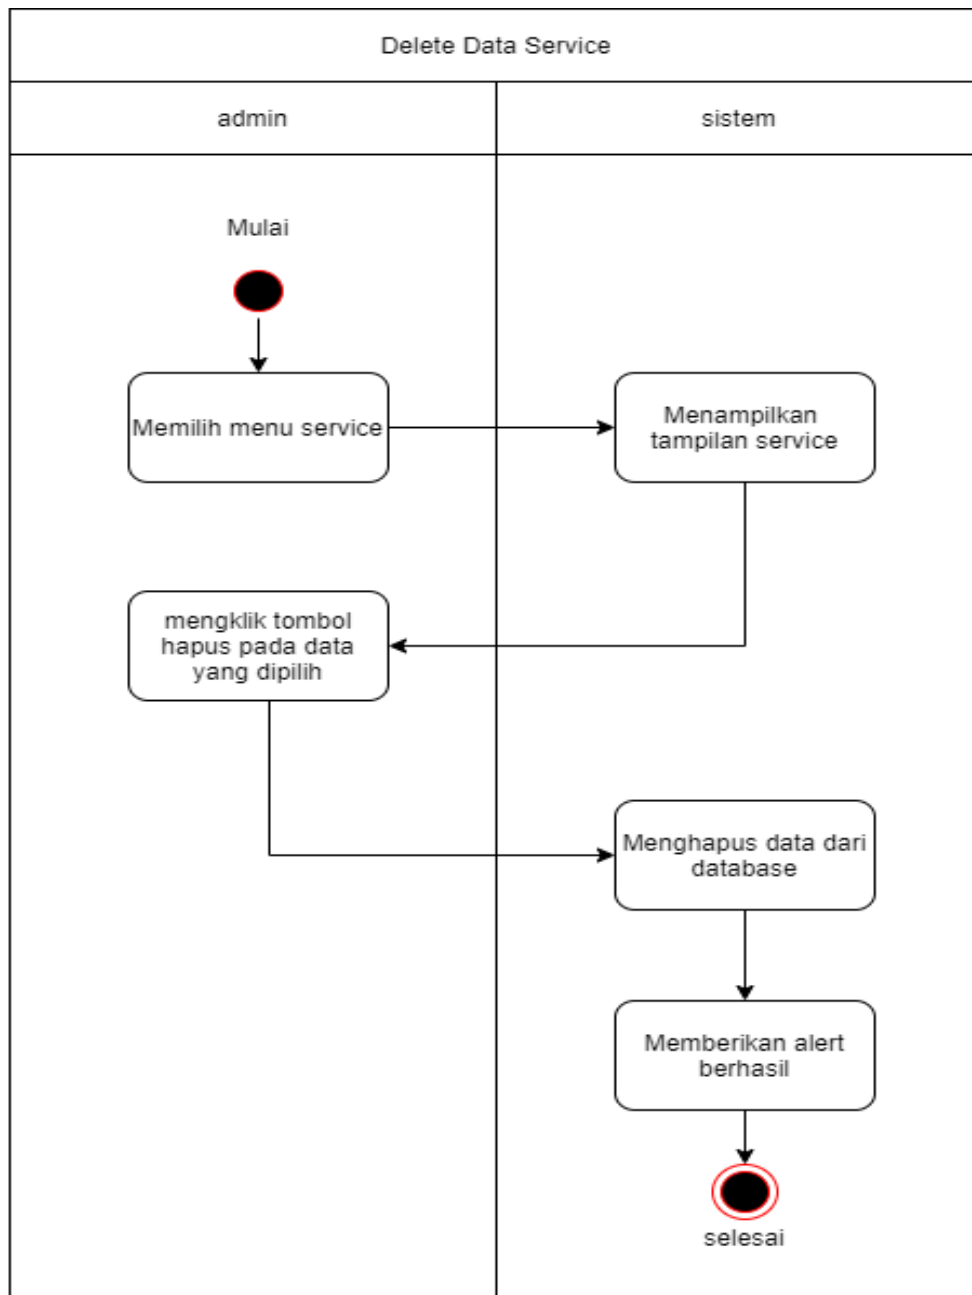 Delete Data Service
admin
sistem
Mulai
Memilih menu service
Menampilkan
tampilan service
mengklik tombol
hapus pada data
yang dipilih
Menghapus data dari
database
Memberikan alert
berhasil
selesai